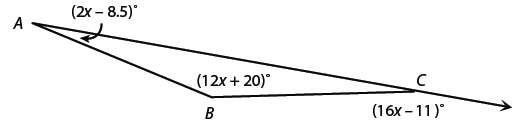 (2x – 8.5)°
A
(12x + 20)°
C
B
(16x – 11)°